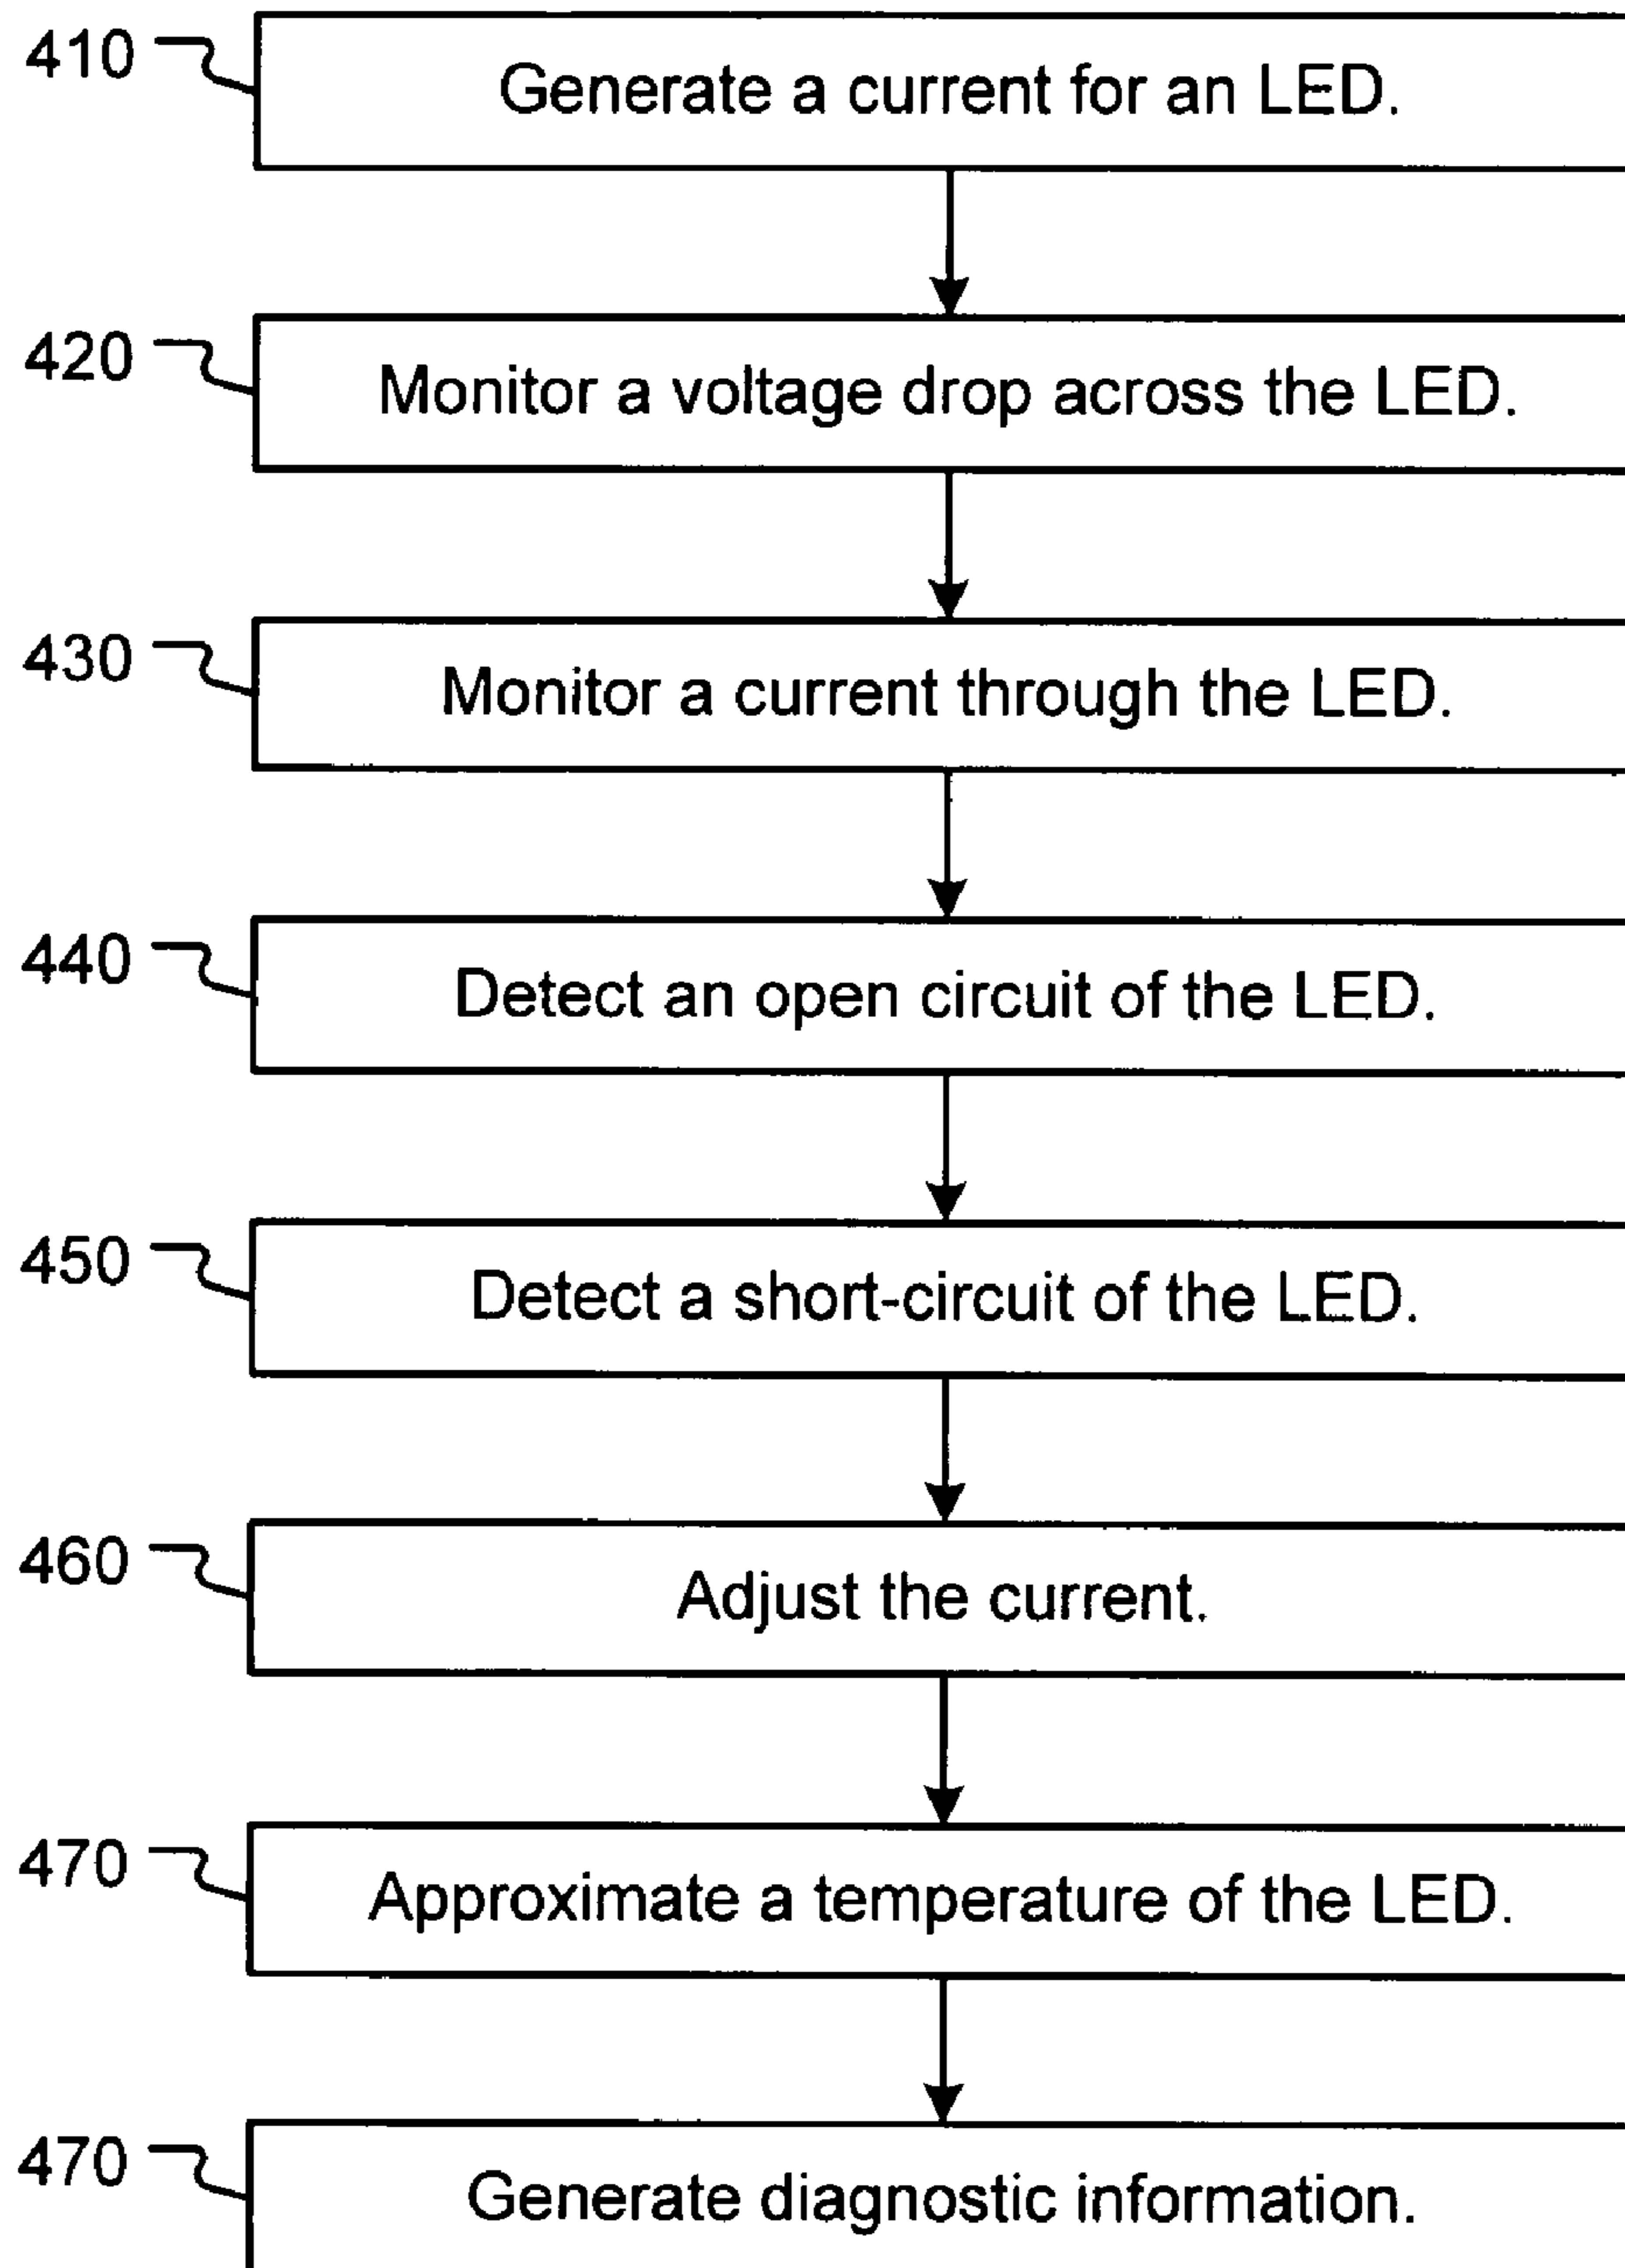 410 Generate a current for an LED.
420 Monitor a voltage drop across the LED.
430 Monitor a current through the LED.
440 Detect an open circuit of the LED.
450 Detect a short-circuit of the LED.
460 Adjust the current.
470 Approximate a temperature of the LED.
470 Generate diagnostic information.